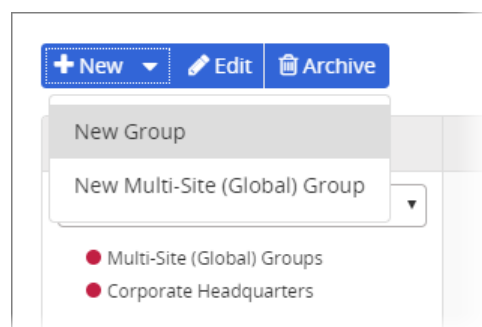 New Edit Archive
New Group
New Multi-Site (Global) Group
Multi-Site (Global) Groups
Corporate Headquarters